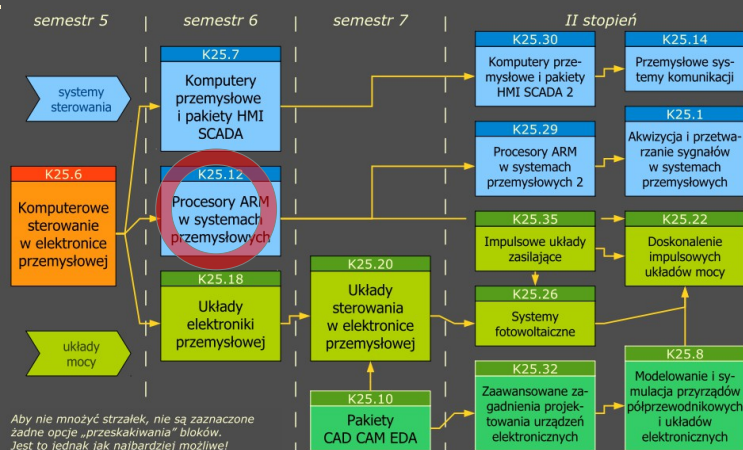 semestr 5
semestr 6
semestr 7
II stopień
systemy
sterowania
K25.6
Komputerowe
sterowanie
w elektronice
przemysłowej
układy
mocy
K25.7
Komputery
przemysłowe
i pakiety HMI
SCADA
K25.12
Procesory ARM
w systemach
przemysłowych
K25.18
Układy
elektroniki
przemysłowej
K25.20
Układy
sterowania
w elektronice
przemysłowej
K25.10
Pakiety
CAD CAM EDA
K25.30
Komputery prze-
mysłowe i pakiety
HMI SCADA 2
K25.14
Przemysłowe sys-
temy komunikacji
K25.29
Procesory ARM
w systemach
przemysłowych 2
K25.1
Akwizycja i przetwa-
rzanie sygnałów
w systemach
przemysłowych
K25.35
Impulsowe układy
zasilające
K25.22
Doskonalenie
impulsowych
układów mocy
K25.26
Systemy
fotowoltaiczne
K25.32
Zaawansowane za-
gadnienia projek-
towania urządzeń
elektronicznych
K25.8
Modelowanie i sy-
mulacja przyrządów
półprzewodnikowych
i układów
elektronicznych
Aby nie mnożyć strzałek, nie są zaznaczone
żadne opcje „przeskakiwania” bloków.
Jest to jednak jak najbardziej możliwe!